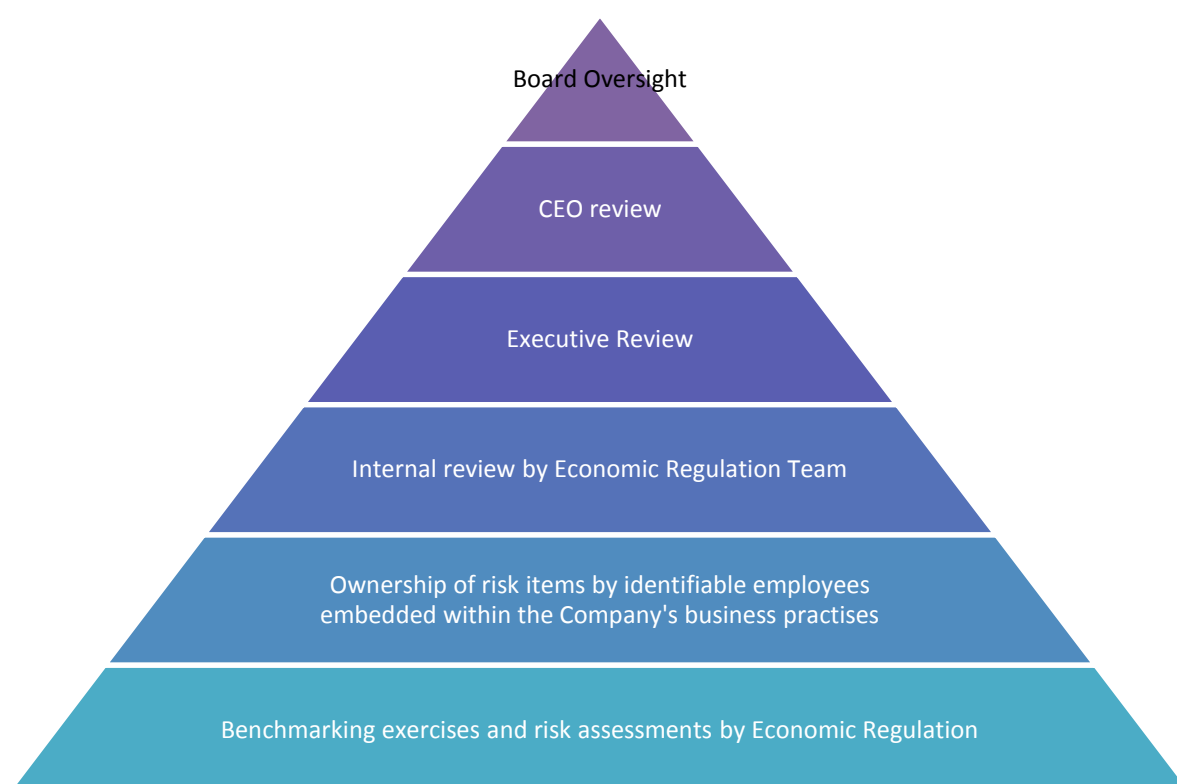 Board Oversight
CEO review
Executive Review
Internal review by Economic Regulation Team
Ownership of risk items by identifiable employees
embedded within the Company's business practises
Benchmarking exercises and risk assessments by Economic Regulation